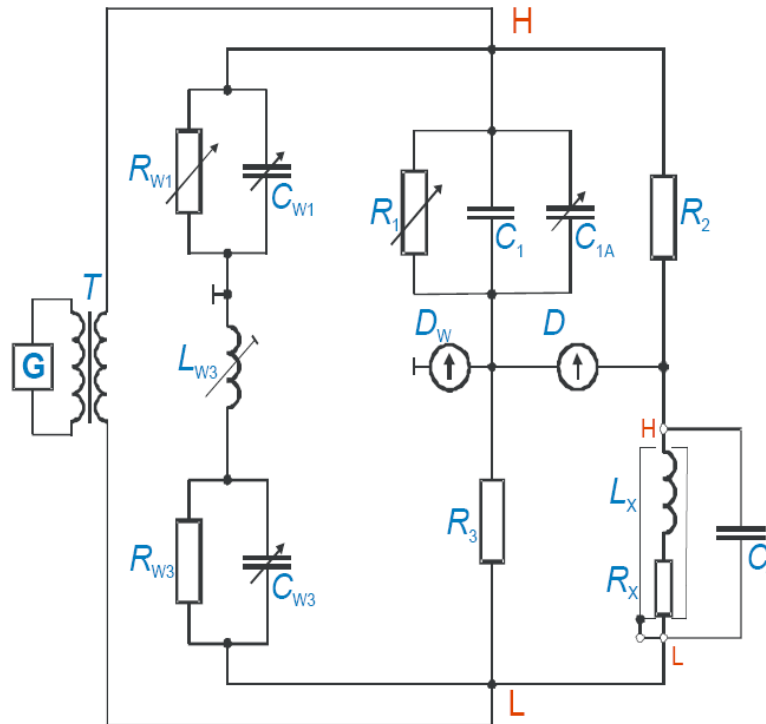 H
R_W1
C_W1
R_1
C_1
C_1A
R_2
T
G
L_W3
D_W
D
H
L_X
R_3
C
R_W3
C_W3
R_X
L
L